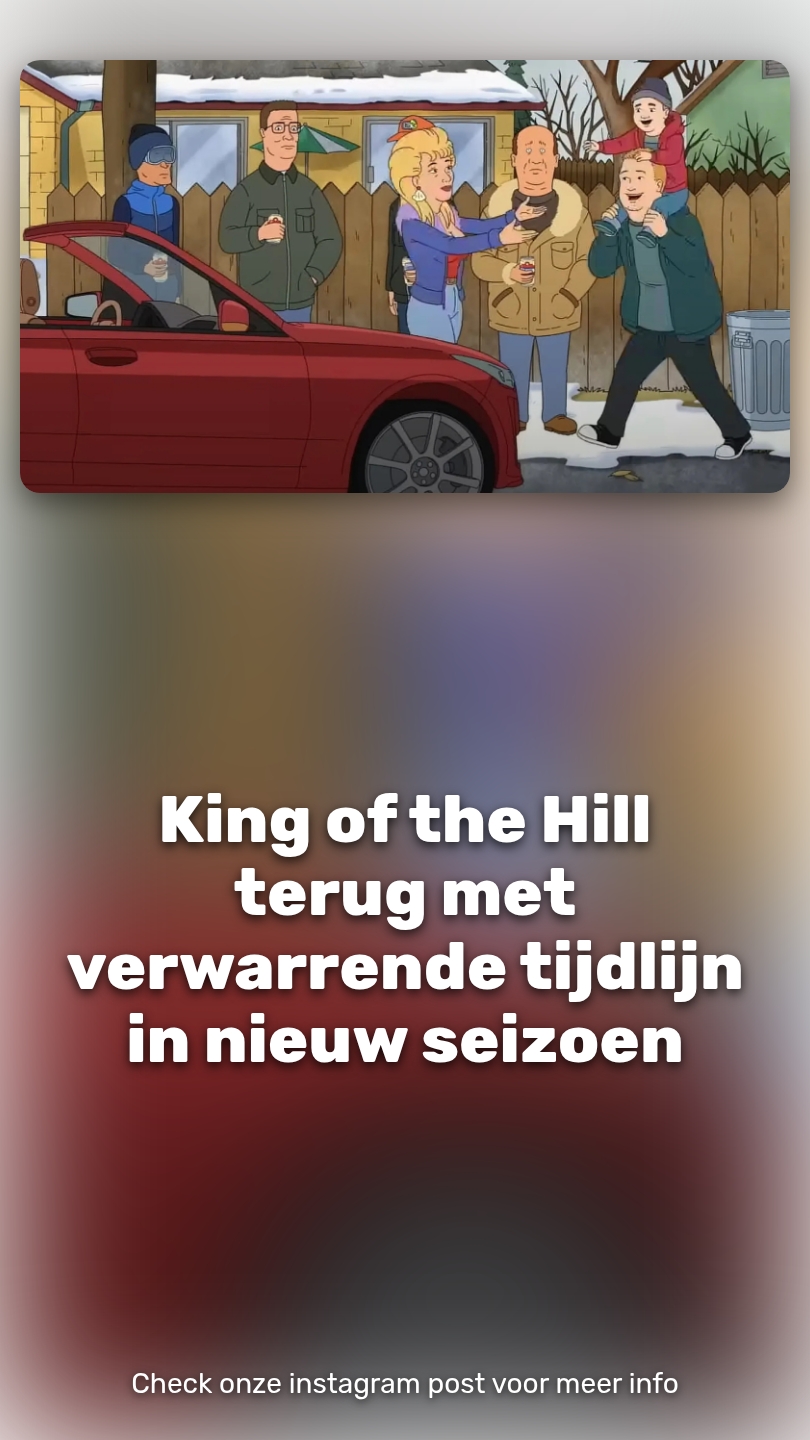 King of the Hill
terug met
verwarrende tijdlijn
in nieuw seizoen
Check onze instagram post voor meer info